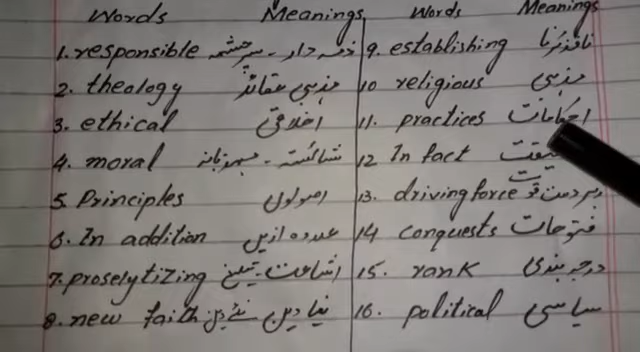 Words Meanings Words Meanings
1. responsible ذمہ دار - سرچشمہ 9. establishing نافذ کرنا
2. theology مذہبی عقائد 10 religious مذہبی
3. ethical اخلاقی 11. practices احکامات
4. moral شائستہ - 12 In fact
5. Principles اصولوں 13. driving force زبردست قوت
6. In addition علاوہ ازیں 14 conquests فتوحات
7. proselytizing اشاعت - تبلیغ 15. rank درجہ بندی
8. new faith نیا دین 16. political سیاسی